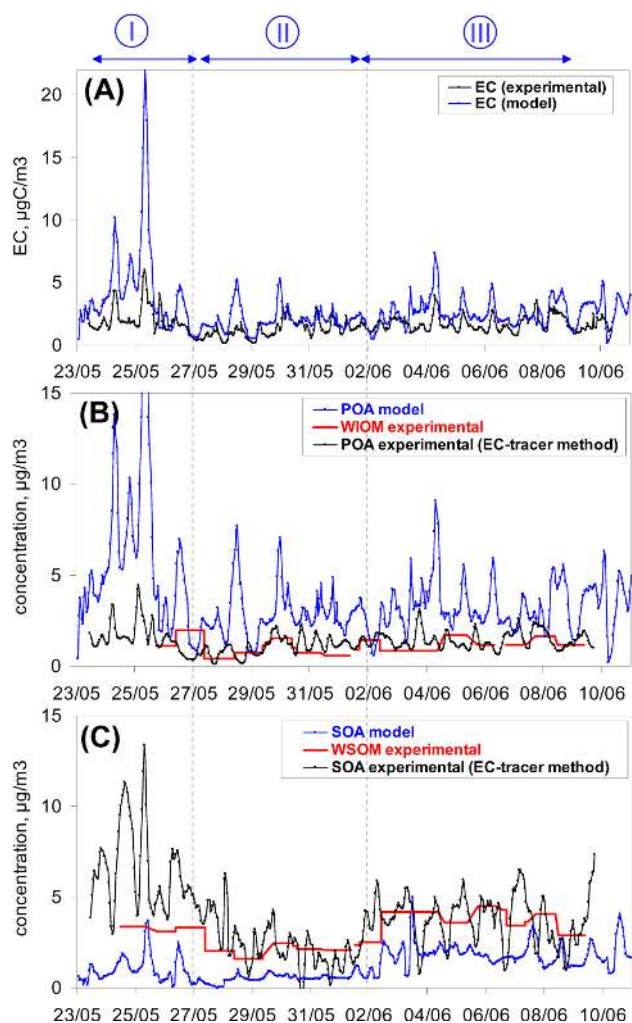 I II III
(A)
EC (experimental)
EC (model)
EC, µgC/m3
20
15
10
5
0
23/05 25/05 27/05 29/05 31/05 02/06 04/06 06/06 08/06 10/06
(B)
POA model
WIOM experimental
POA experimental (EC-tracer method)
concentration, µg/m3
15
10
5
0
23/05 25/05 27/05 29/05 31/05 02/06 04/06 06/06 08/06 10/06
(C)
SOA model
WSOM experimental
SOA experimental (EC-tracer method)
concentration, µg/m3
15
10
5
0
23/05 25/05 27/05 29/05 31/05 02/06 04/06 06/06 08/06 10/06